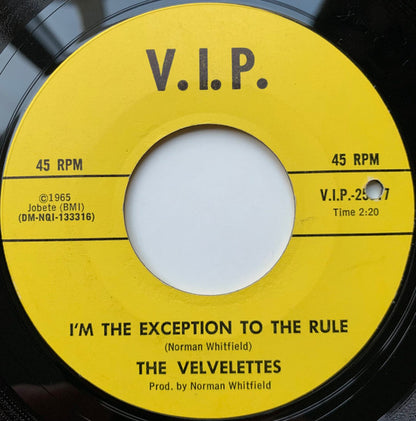 V.I.P.
45 RPM
45 RPM
©1965
Jobete (BMI)
(DM-NQI-133316)
Time 2:20
I'M THE EXCEPTION TO THE RULE
(Norman Whitfield)
THE VELVELETTES
Prod. by Norman Whitfield